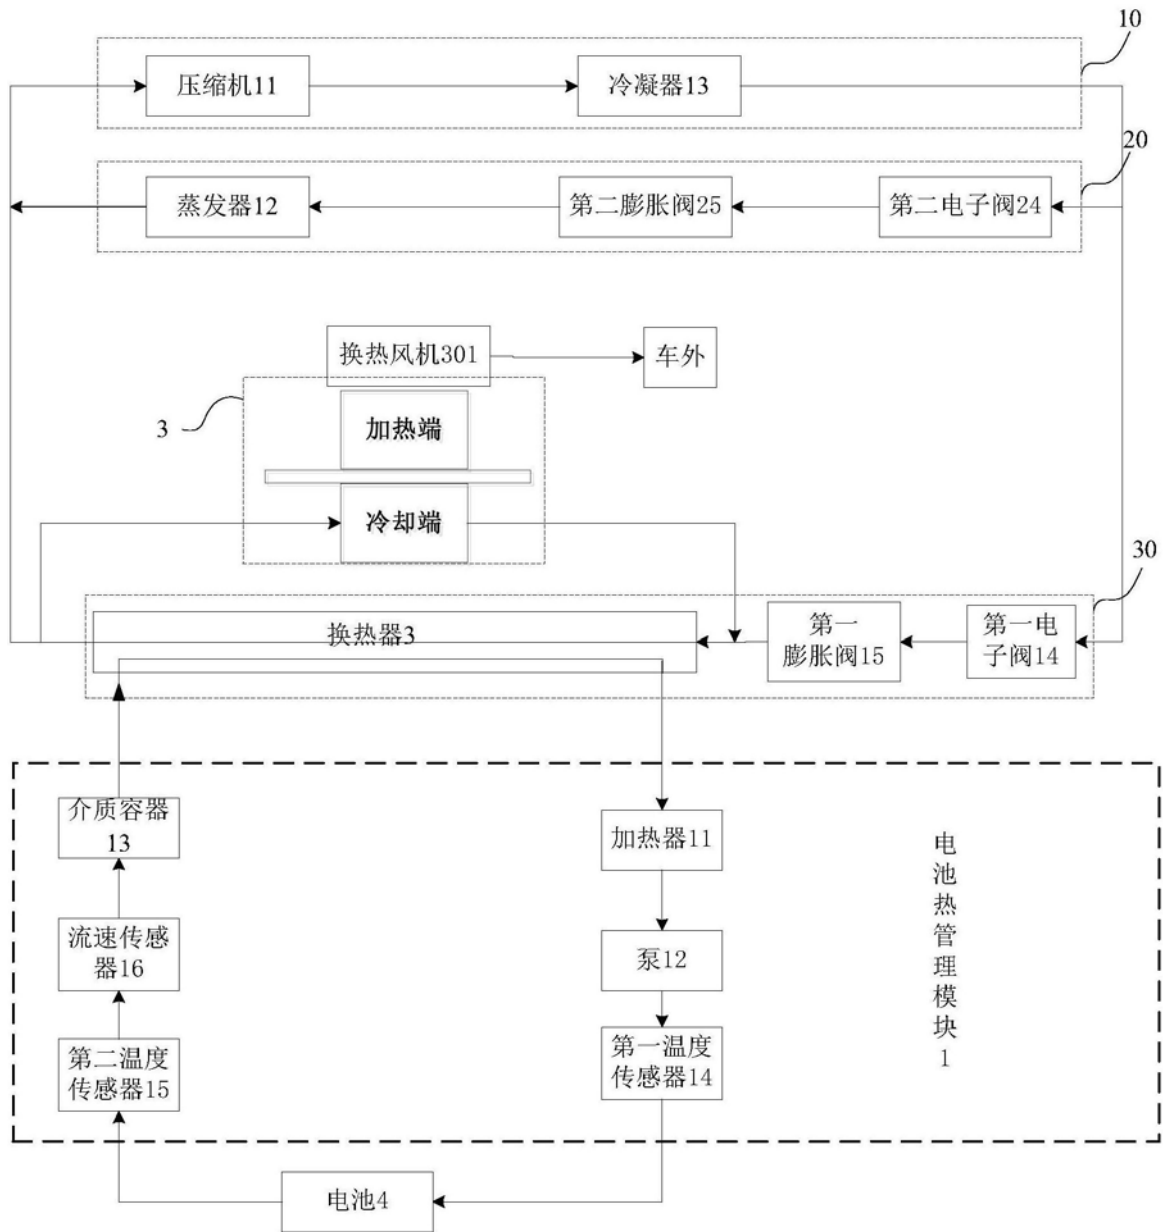 10
压缩机11
冷凝器13
20
蒸发器12
第二膨胀阀25
第二电子阀24
换热风机301
车外
3
加热端
冷却端
30
换热器3
第一
膨胀阀15
第一电
子阀14
介质容器
13
加热器11
流速传感
器16
泵12
第二温度
传感器15
第一温度
传感器14
电
池
热
管
理
模
块
1
电池4